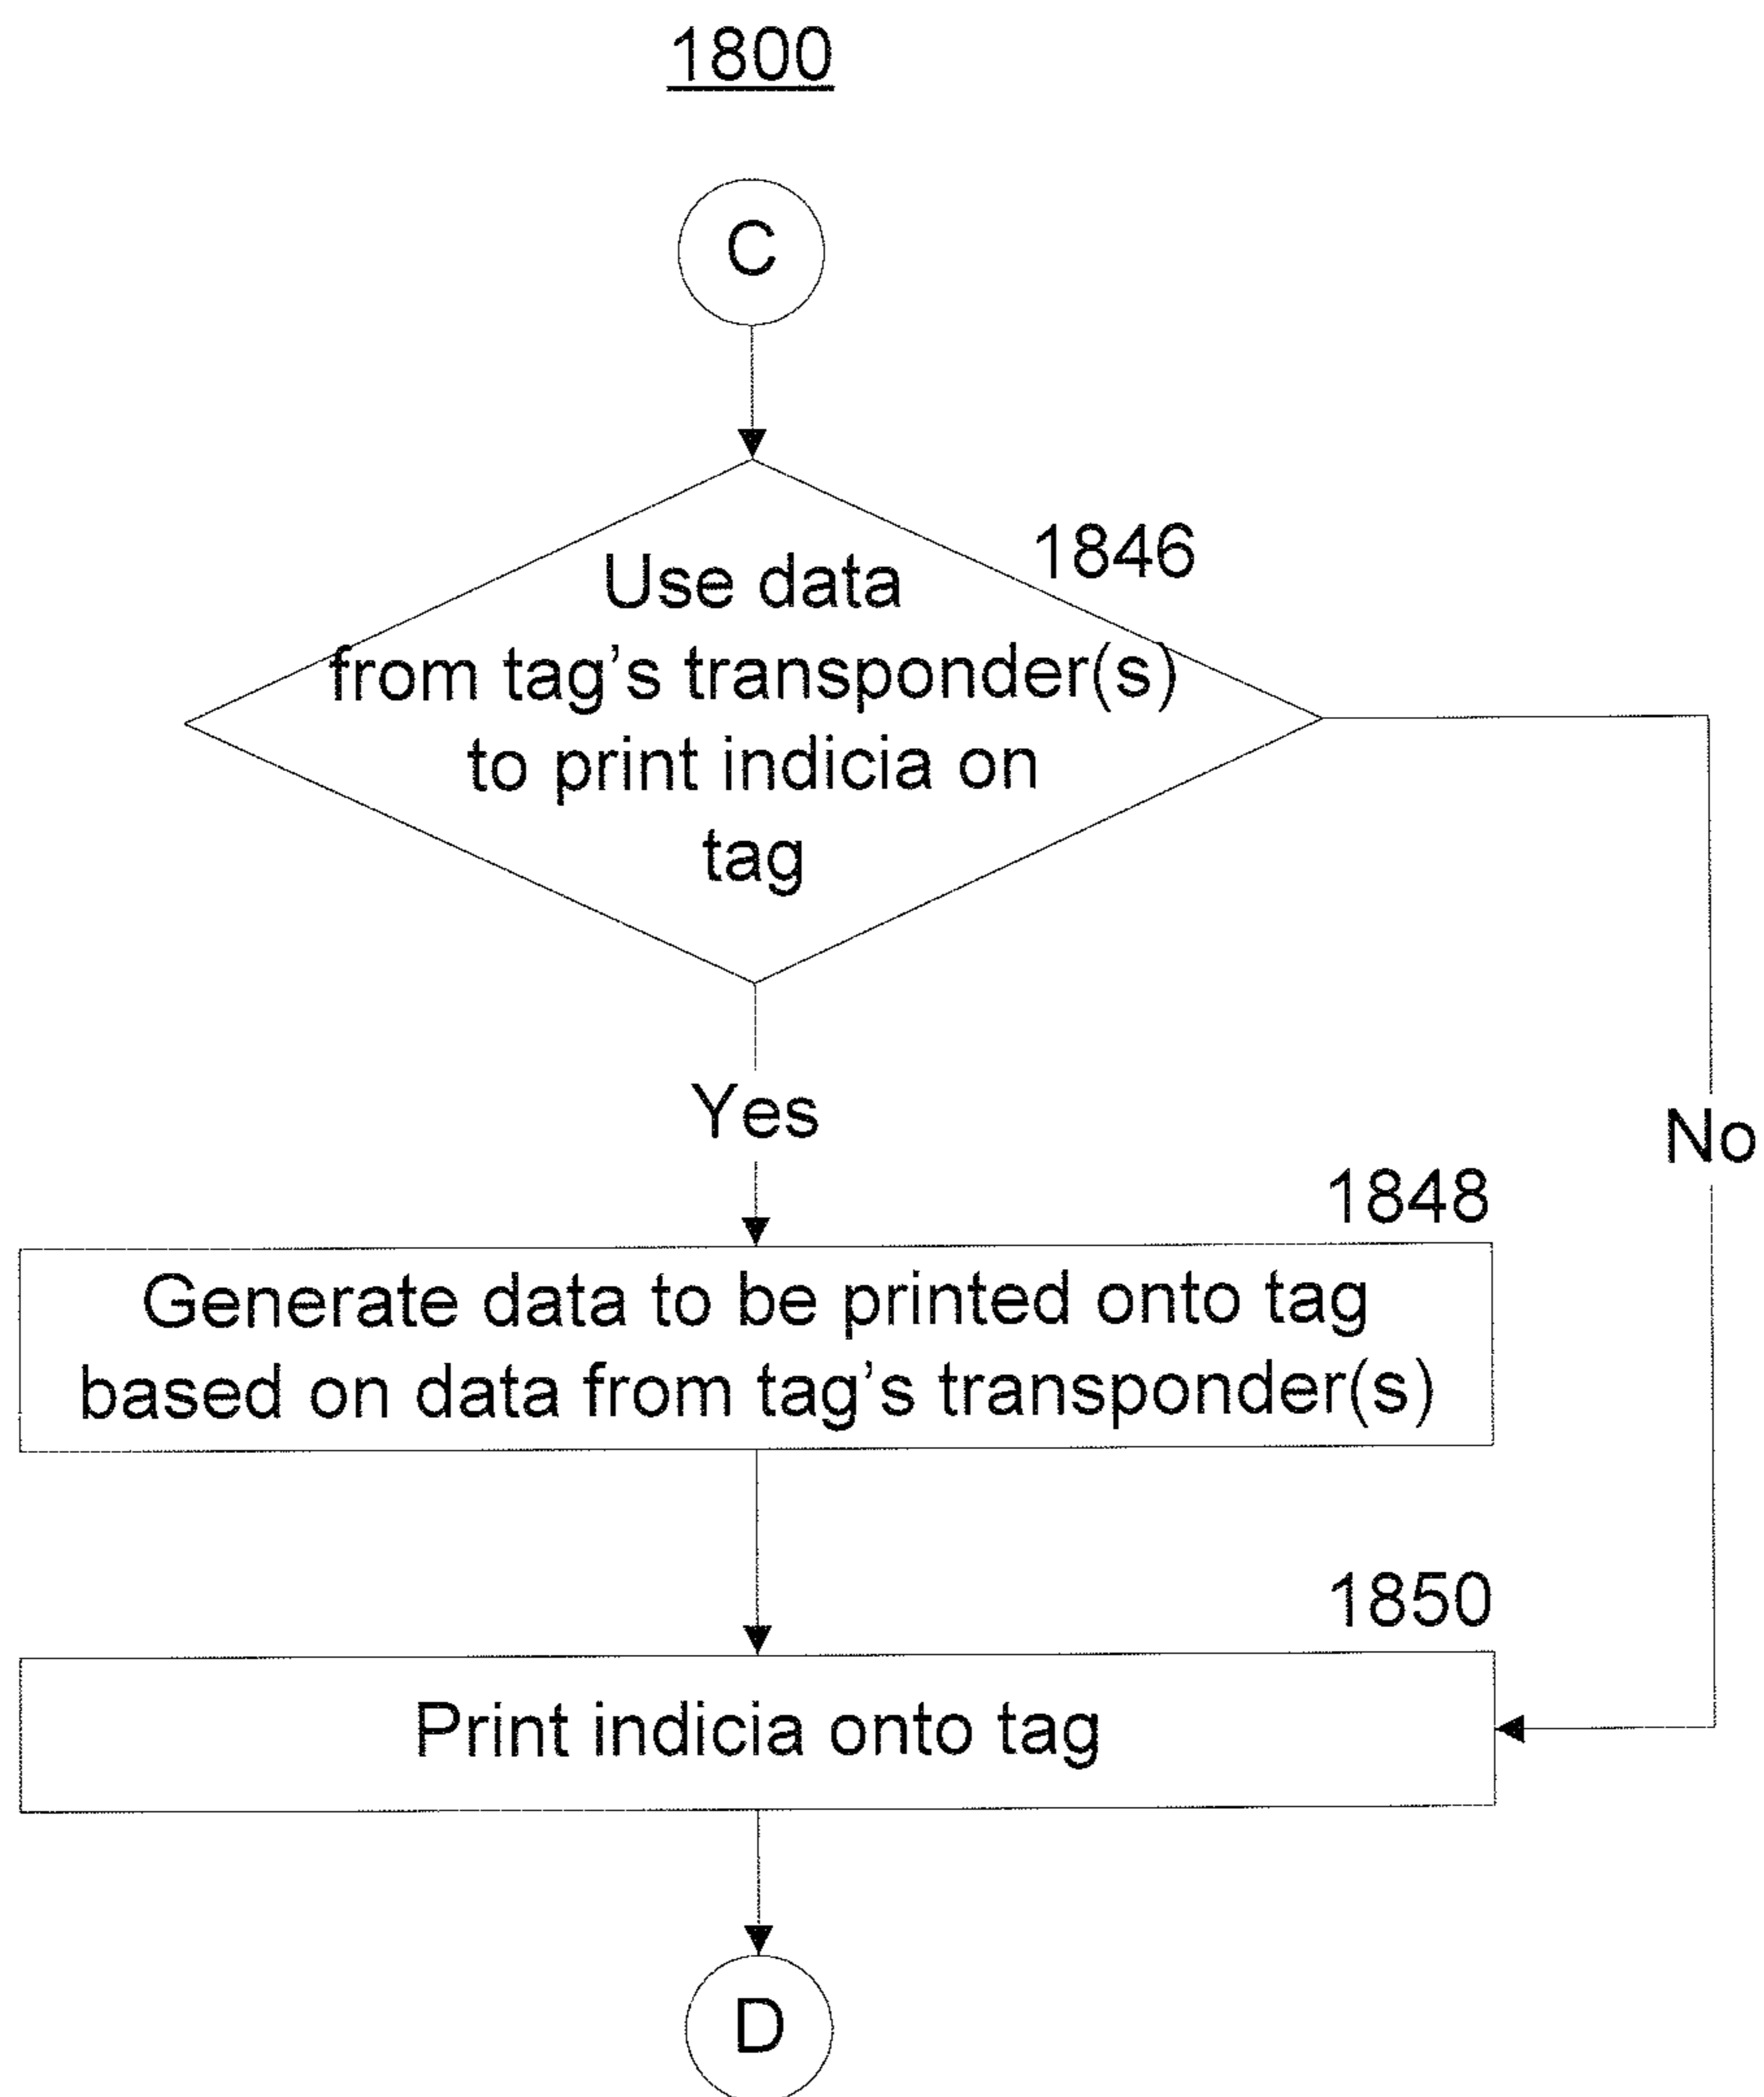 1800
C
1846
Use data
from tag's transponder(s)
to print indicia on
tag
Yes
No
1848
Generate data to be printed onto tag
based on data from tag's transponder(s)
1850
Print indicia onto tag
D